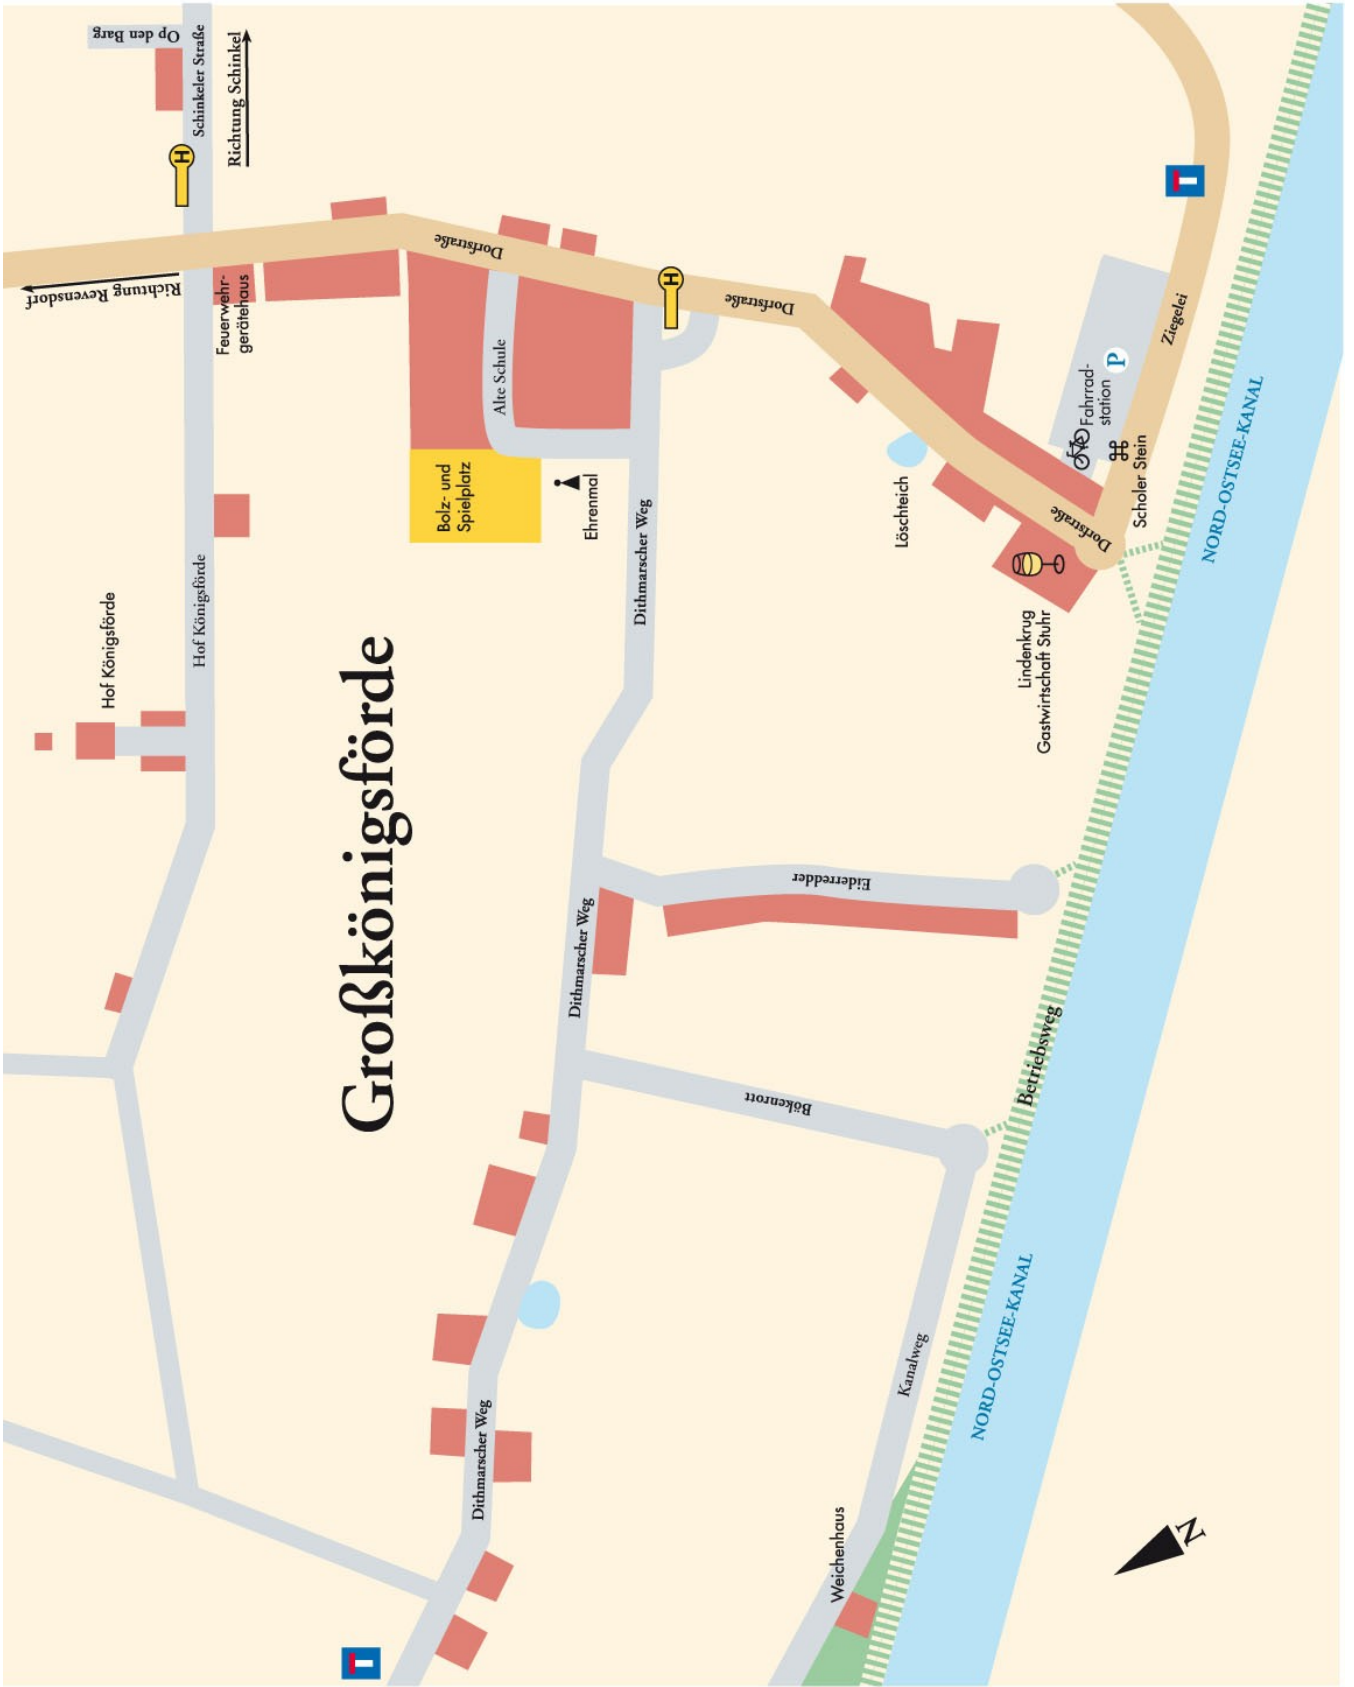 Op den Barg
Schinkeler Straße
Richtung Schinkel
H
Richtung Revensdorf
Feuerwehr-
gerätehaus
Dorfstraße
H
Dorfstraße
Alte Schule
Bolz- und
Spielplatz
Ehrenmal
Dithmarscher Weg
Löschteich
Dorfstraße
Fahrrad-
station
P
Ziegelei
Scholer Stein
NORD-OSTSEE-KANAL
Lindenkrug
Gastwirtschaft Stuhr
Hof Königsförde
Hof Königsförde
Großkönigsförde
Eiderredder
Dithmarscher Weg
Bökenrott
Betriebsweg
Kanalweg
NORD-OSTSEE-KANAL
Dithmarscher Weg
Weichenhaus
N